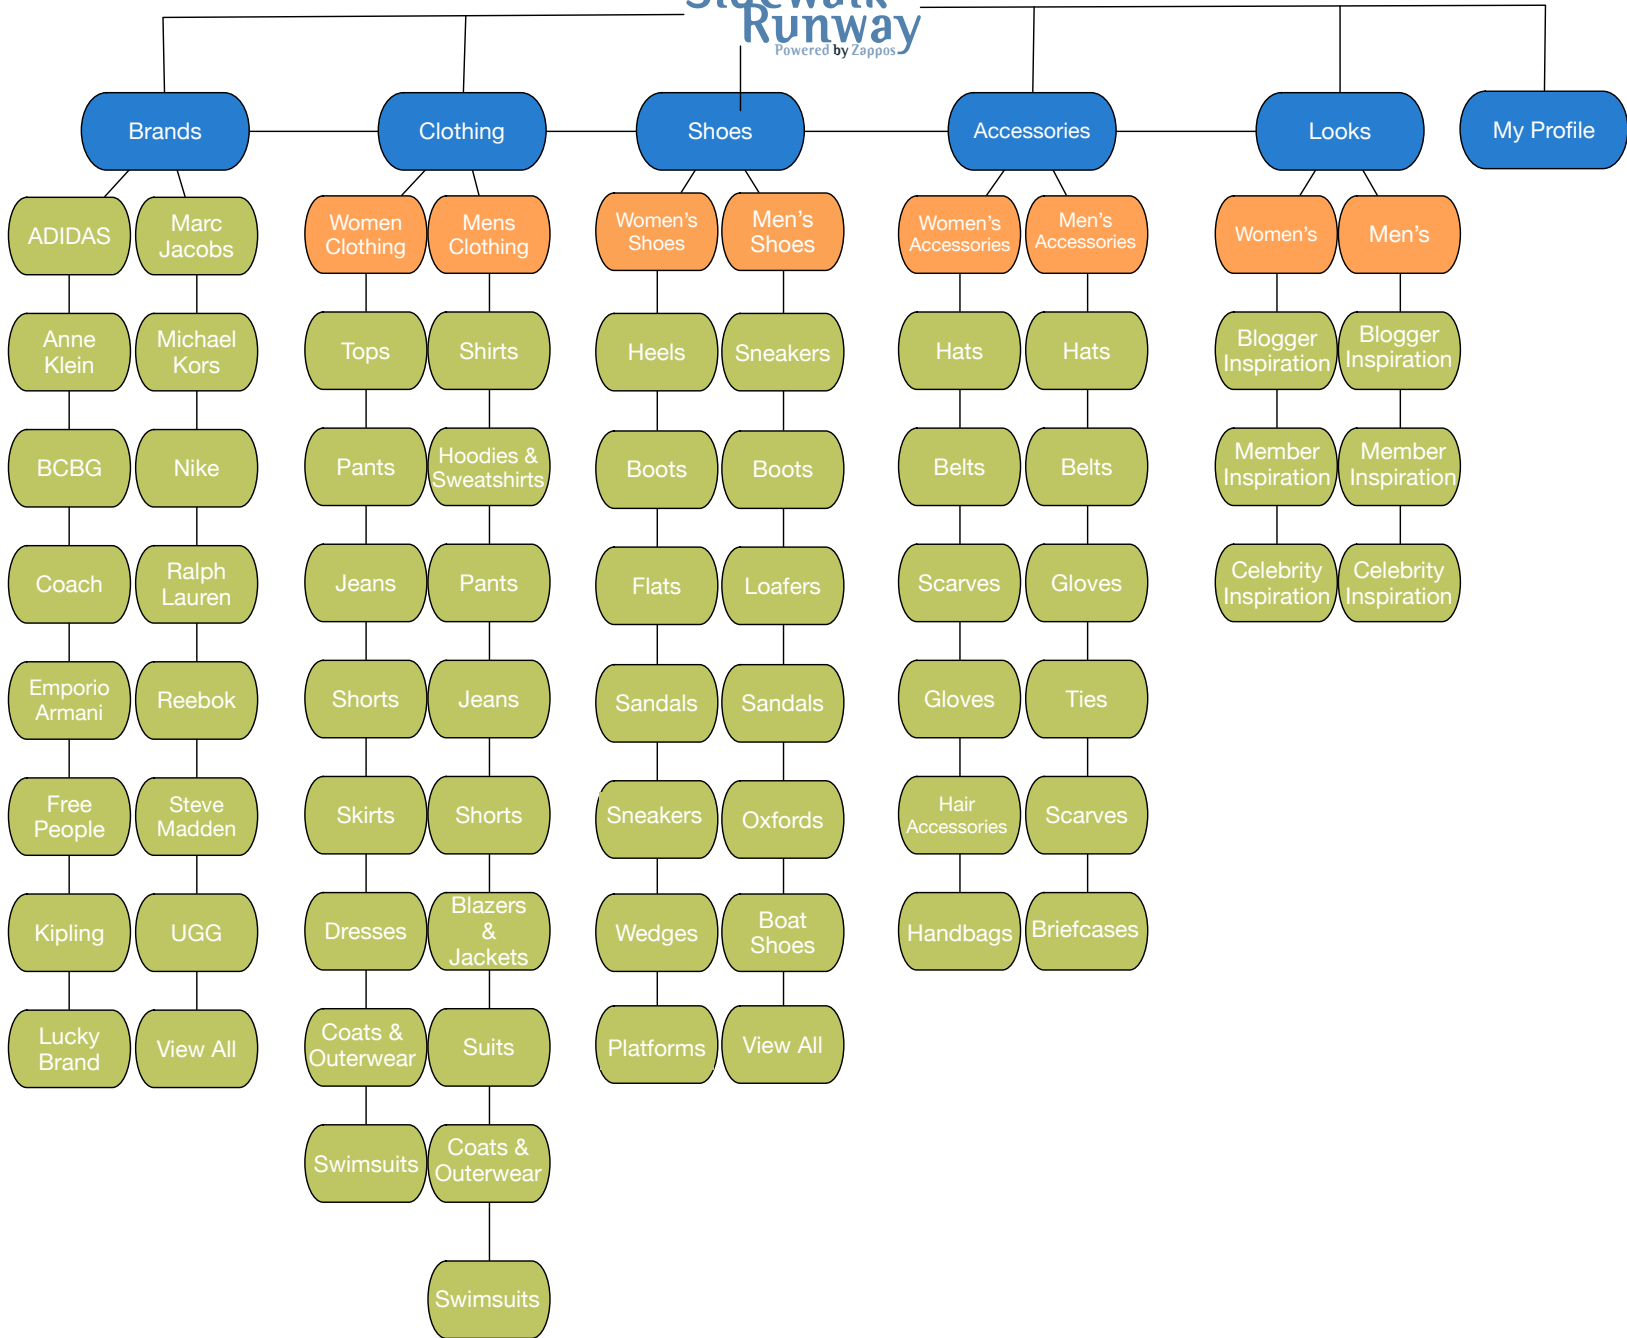 Sidewalk
Runway
Powered by Zappos
Brands
Clothing
Shoes
Accessories
Looks
My Profile
ADIDAS
Anne
Klein
BCBG
Coach
Emporio
Armani
Free
People
Kipling
Lucky
Brand
Marc
Jacobs
Michael
Kors
Nike
Ralph
Lauren
Reebok
Steve
Madden
UGG
View All
Women
Clothing
Tops
Pants
Jeans
Shorts
Skirts
Dresses
Coats &
Outerwear
Swimsuits
Mens
Clothing
Shirts
Hoodies &
Sweatshirts
Pants
Jeans
Shorts
Blazers
&
Jackets
Suits
Coats &
Outerwear
Swimsuits
Women's
Shoes
Heels
Boots
Flats
Sandals
Sneakers
Wedges
Platforms
Men's
Shoes
Sneakers
Boots
Loafers
Sandals
Oxfords
Boat
Shoes
View All
Women's
Accessories
Hats
Belts
Scarves
Gloves
Hair
Accessories
Handbags
Men's
Accessories
Hats
Belts
Gloves
Ties
Scarves
Briefcases
Women's
Blogger
Inspiration
Member
Inspiration
Celebrity
Inspiration
Men's
Blogger
Inspiration
Member
Inspiration
Celebrity
Inspiration